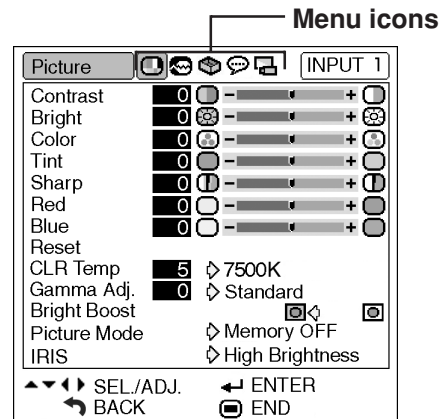 Menu icons
Picture INPUT 1
Contrast 0 - +
Bright 0 - +
Color 0 - +
Tint 0 - +
Sharp 0 - +
Red 0 - +
Blue 0 - +
Reset
CLR Temp 5 7500K
Gamma Adj. 0 Standard
Bright Boost
Picture Mode Memory OFF
IRIS High Brightness
SEL./ADJ. ENTER
BACK END